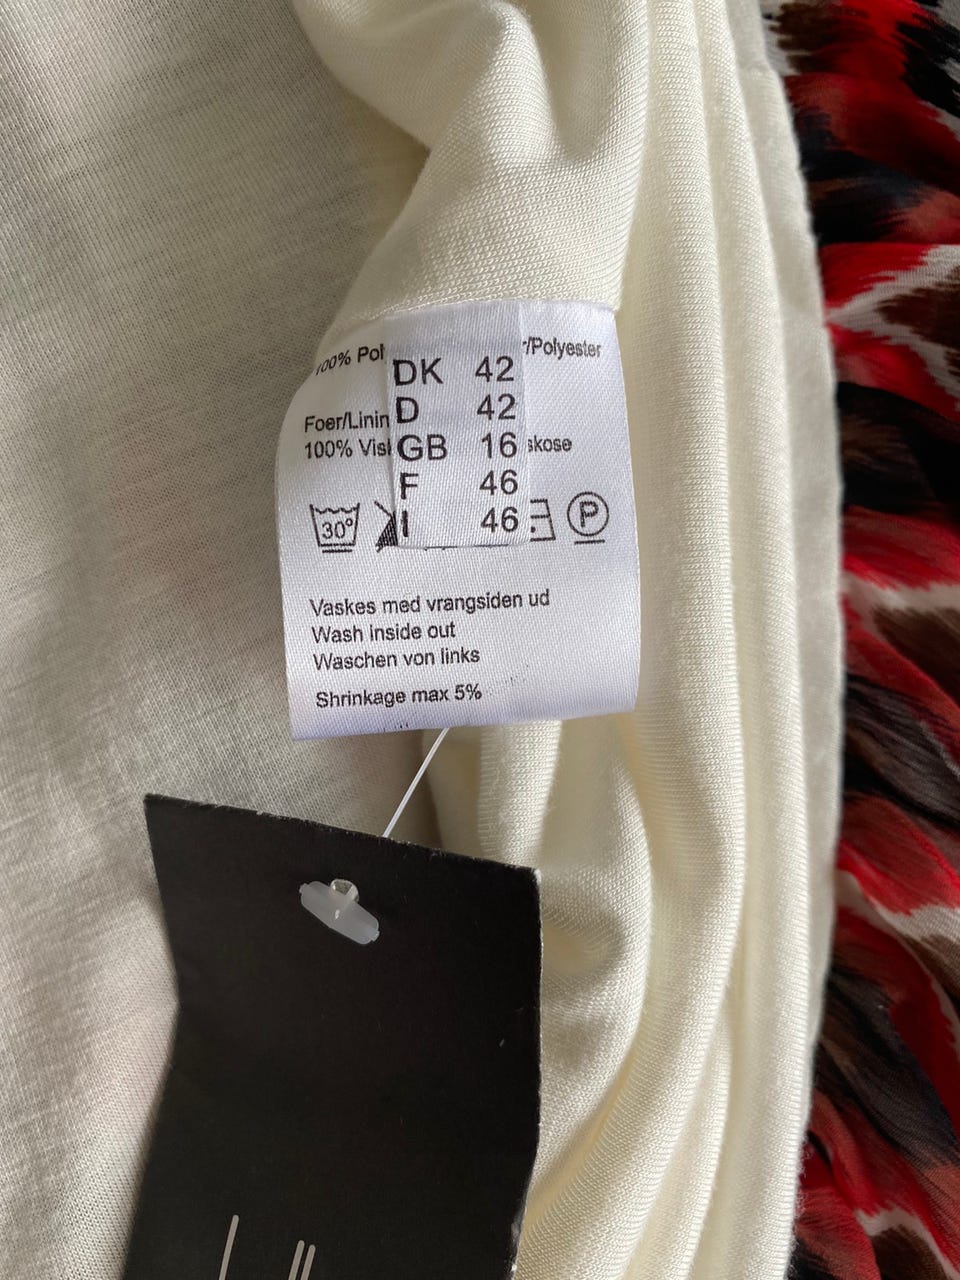 100% Pol
r/Polyester
Foer/Linin
100% Vis
skose
DK 42
D 42
GB 16
F 46
I 46
30°
P
Vaskes med vrangsiden ud
Wash inside out
Waschen von links
Shrinkage max 5%